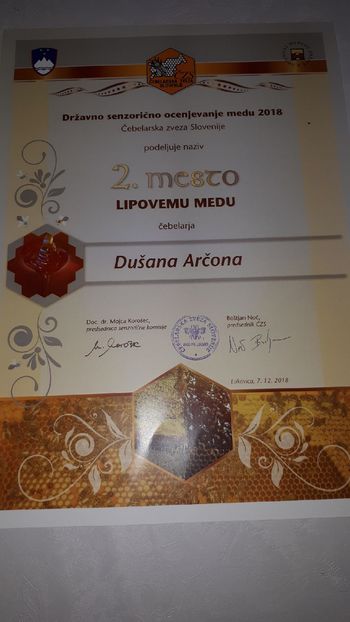 Državno senzorično ocenjevanje medu 2018
Čebelarska zveza Slovenije
podeljuje naziv
2. mesto
LIPOVEMU MEDU
čebelarja
Dušana Arčona
Doc. dr. Mojca Korošec,
predsednica senzorične komisije
Boštjan Noč,
predsednik ČZS
Lukovica, 7. 12. 2018